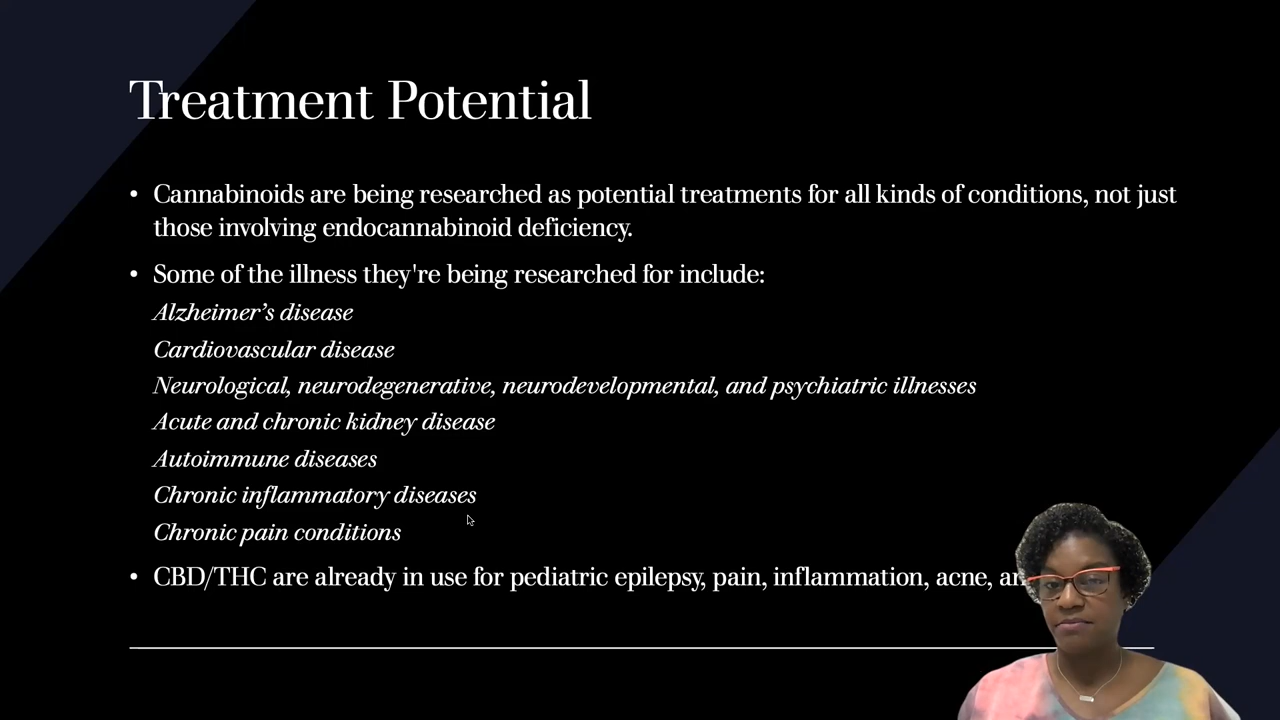 Treatment Potential
• Cannabinoids are being researched as potential treatments for all kinds of conditions, not just
those involving endocannabinoid deficiency.
• Some of the illness they're being researched for include:
Alzheimer’s disease
Cardiovascular disease
Neurological, neurodegenerative, neurodevelopmental, and psychiatric illnesses
Acute and chronic kidney disease
Autoimmune diseases
Chronic inflammatory diseases
Chronic pain conditions
• CBD/THC are already in use for pediatric epilepsy, pain, inflammation, acne,